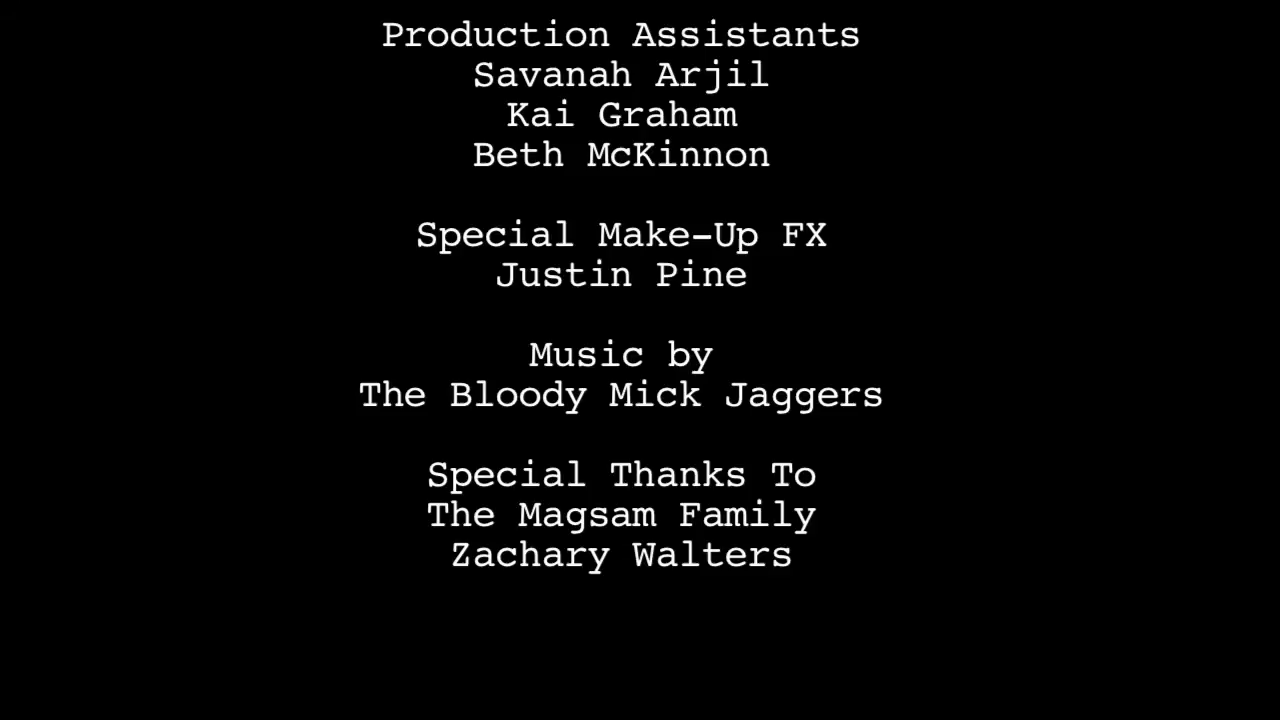 Production Assistants
Savanah Arjil
Kai Graham
Beth McKinnon
Special Make-Up FX
Justin Pine
Music by
The Bloody Mick Jaggers
Special Thanks To
The Magsam Family
Zachary Walters